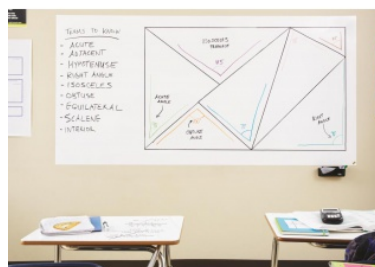 TERMS TO KNOW
- ACUTE
- ADJACENT
- HYPOTENUSE
- RIGHT ANGLE
- ISOSCELES
- OBTUSE
- EQUILATERAL
- SCALENE
- INTERIOR
ISOSCELES
TRIANGLE
ACUTE
ANGLE
OBTUSE
ANGLE
RIGHT
ANGLE